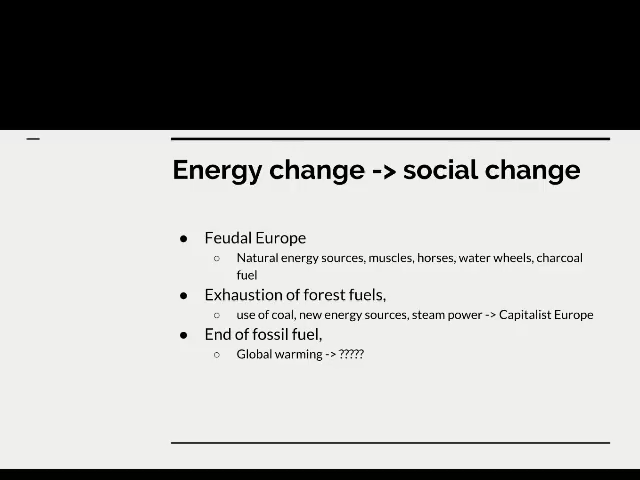 Energy change -> social change
● Feudal Europe
○ Natural energy sources, muscles, horses, water wheels, charcoal
fuel
● Exhaustion of forest fuels,
○ use of coal, new energy sources, steam power -> Capitalist Europe
● End of fossil fuel,
○ Global warming -> ?????